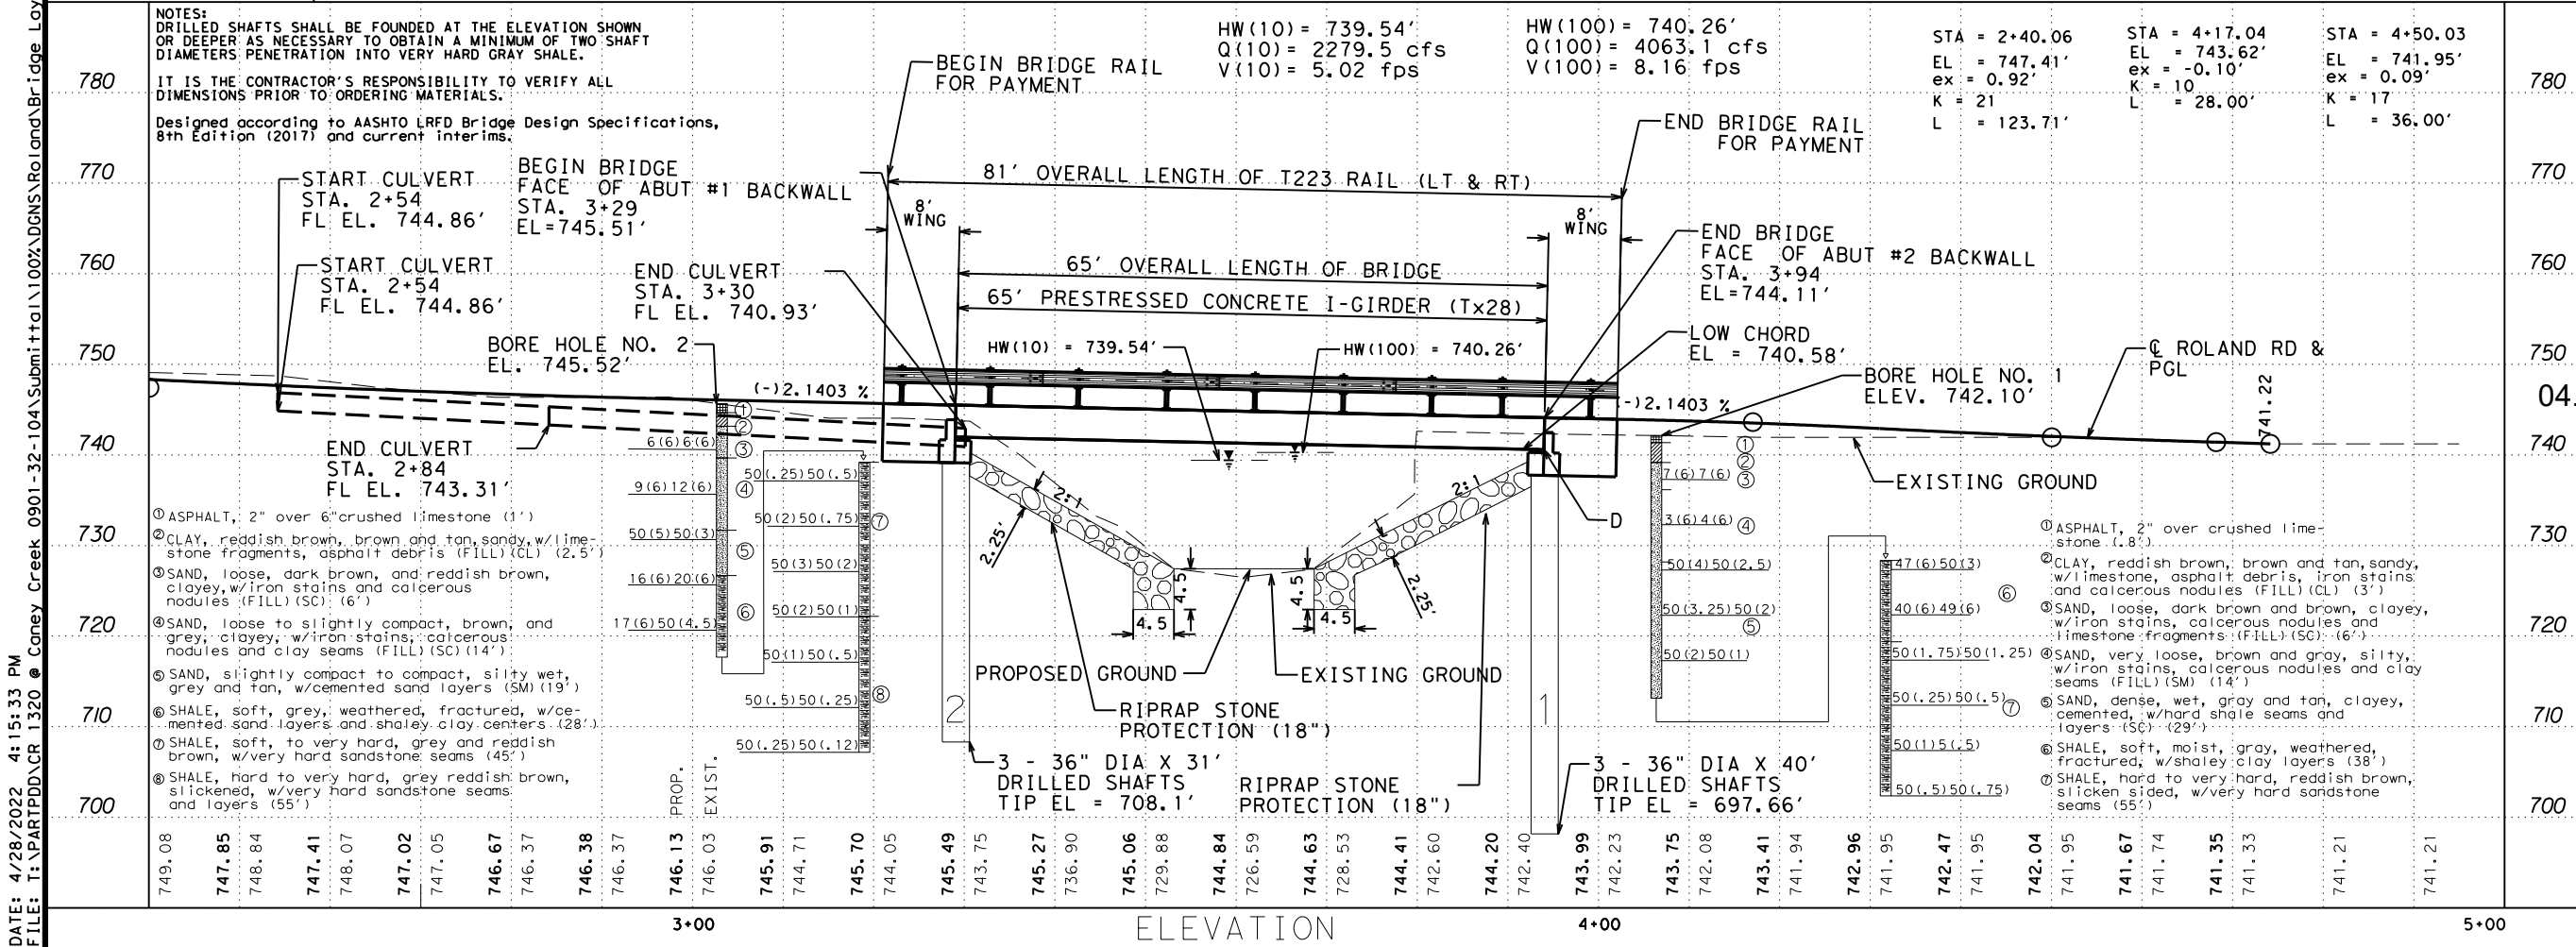 NOTES:
DRILLED SHAFTS SHALL BE FOUNDED AT THE ELEVATION SHOWN
OR DEEPER AS NECESSARY TO OBTAIN A MINIMUM OF TWO SHAFT
DIAMETERS PENETRATION INTO VERY HARD GRAY SHALE.
IT IS THE CONTRACTOR'S RESPONSIBILITY TO VERIFY ALL
DIMENSIONS PRIOR TO ORDERING MATERIALS.
Designed according to AASHTO LRFD Bridge Design Specifications,
8th Edition (2017) and current interims.
HW(10)= 739.54'
Q(10)= 2279.5 cfs
V(10)= 5.02 fps
HW(100)= 740.26'
Q(100)= 4063.1 cfs
V(100)= 8.16 fps
STA = 2+40.06
EL = 747.41'
ex = 0.92'
K = 21
L = 123.71'
STA = 4+17.04
EL = 743.62'
ex = -0.10'
K = 10
L = 28.00'
STA = 4+50.03
EL = 741.95'
ex = 0.09'
K = 17
L = 36.00'
780
770
760
750
740
730
720
710
700
780
770
760
750
04.
740
730
720
710
700
BEGIN BRIDGE RAIL
FOR PAYMENT
END BRIDGE RAIL
FOR PAYMENT
81' OVERALL LENGTH OF T223 RAIL (LT & RT)
START CULVERT
STA. 2+54
FL EL. 744.86'
BEGIN BRIDGE
FACE OF ABUT #1 BACKWALL
STA. 3+29
EL=745.51'
8'
WING
8'
WING
START CULVERT
STA. 2+54
FL EL. 744.86'
END CULVERT
STA. 3+30
FL EL. 740.93'
65' OVERALL LENGTH OF BRIDGE
65' PRESTRESSED CONCRETE I-GIRDER (Tx28)
END BRIDGE
FACE OF ABUT #2 BACKWALL
STA. 3+94
EL=744.11'
BORE HOLE NO. 2
EL. 745.52'
HW(10) = 739.54'
HW(100) = 740.26'
LOW CHORD
EL = 740.58'
BORE HOLE NO. 1
ELEV. 742.10'
℄ ROLAND RD &
PGL
741.22
(-)2.1403 %
-)2.1403 %
END CULVERT
STA. 2+84
FL EL. 743.31'
EXISTING GROUND
D
① ASPHALT, 2" over 6"crushed limestone (1')
② CLAY, reddish brown, brown and tan,sandy,w/lime-
stone fragments, asphalt debris (FILL)(CL) (2.5')
③ SAND, loose, dark brown, and reddish brown,
clayey,w/iron stains and calcerous
nodules (FILL)(SC) (6')
④ SAND, loose to slightly compact, brown, and
grey, clayey, w/iron stains, calcerous
nodules and clay seams (FILL)(SC)(14')
⑤ SAND, slightly compact to compact, silty wet,
grey and tan, w/cemented sand layers (SM)(19')
⑥ SHALE, soft, grey, weathered, fractured, w/ce-
mented sand layers and shaley clay centers (28')
⑦ SHALE, soft, to very hard, grey and reddish
brown, w/very hard sandstone seams (45')
⑧ SHALE, hard to very hard, grey reddish brown,
slickened, w/very hard sandstone seams
and layers (55')
①
②
6(6)6(6) ③
9(6)12(6) ④
50(5)50(3) ⑤
16(6)20(6)
⑥
17(6)50(4.5)
50(.25)50(.5)
50(2)50(.75) ⑦
50(3)50(2)
50(2)50(1)
50(1)50(.5)
50(.5)50(.25) ⑧
50(.25)50(.12)
2:1
2.25'
4.5
4.5
4.5
4.5
2:1
2.25'
PROPOSED GROUND
EXISTING GROUND
RIPRAP STONE
PROTECTION (18")
RIPRAP STONE
PROTECTION (18")
2
1
3 - 36" DIA X 31'
DRILLED SHAFTS
TIP EL = 708.1'
3 - 36" DIA X 40'
DRILLED SHAFTS
TIP EL = 697.66'
①
②
7(6)7(6) ③
3(6)4(6) ④
50(4)50(2.5)
50(3.25)50(2)
⑤
50(2)50(1)
47(6)50(3)
⑥
40(6)49(6)
50(1.75)50(1.25)
50(.25)50(.5) ⑦
50(1)5(.5)
50(.5)50(.75)
① ASPHALT, 2" over crushed lime-
stone (.8')
② CLAY, reddish brown, brown and tan,sandy,
w/limestone, asphalt debris, iron stains
and calcerous nodules (FILL)(CL) (3')
③ SAND, loose, dark brown and brown, clayey,
w/iron stains, calcerous nodules and
limestone fragments (FILL)(SC) (6')
④ SAND, very loose, brown and gray, silty,
w/iron stains, calcerous nodules and clay
seams (FILL)(SM) (14')
⑤ SAND, dense, wet, gray and tan, clayey,
cemented, w/hard shale seams and
layers (SC) (29')
⑥ SHALE, soft, moist, gray, weathered,
fractured, w/shaley clay layers (38')
⑦ SHALE, hard to very hard, reddish brown,
slicken sided, w/very hard sandstone
seams (55')
PROP.
EXIST.
749.08
747.85
748.84
747.41
748.07
747.02
747.05
746.67
746.37
746.38
746.37
746.13
746.03
745.91
744.71
745.70
744.05
745.49
743.75
745.27
736.90
745.06
729.88
744.84
726.59
744.63
728.53
744.41
742.60
744.20
742.40
743.99
742.23
743.75
742.08
743.41
741.94
742.96
741.95
742.47
741.95
742.04
741.95
741.67
741.74
741.35
741.33
741.21
741.21
3+00
4+00
5+00
ELEVATION
DATE: 4/28/2022 4:15:33 PM
FILE: T:\PARTPDD\CR 1320 @ Caney Creek 0901-32-104\Submittal\100%\DGNS\Roland\Bridge Lay